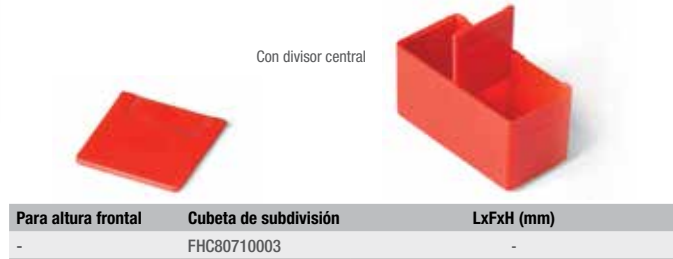 Con divisor central
Para altura frontal Cubeta de subdivisión LxFxH (mm)
- FHC80710003 -